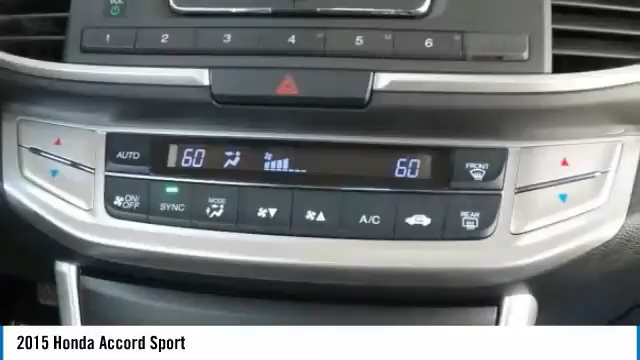 VOL
1 2 3 4 5 6
AUTO 60 60 FRONT
ON/OFF SYNC MODE A/C REAR
2015 Honda Accord Sport